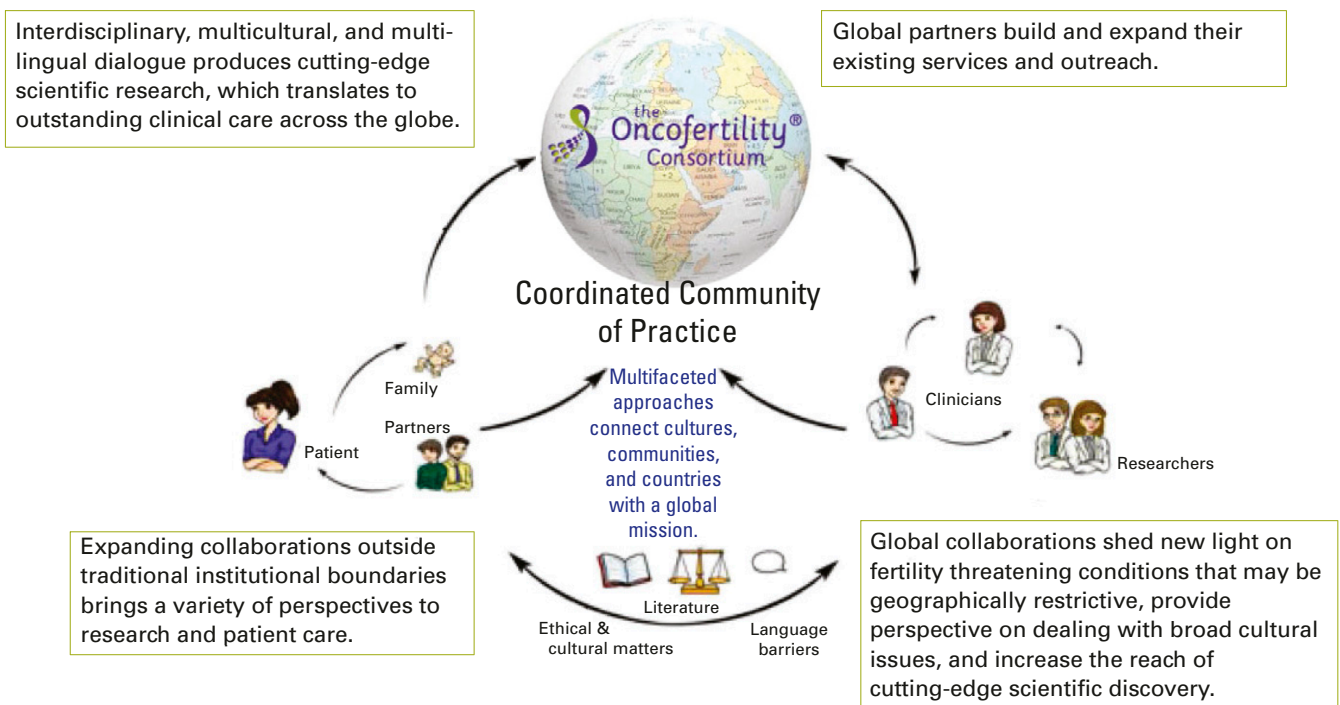 Interdisciplinary, multicultural, and multi-
lingual dialogue produces cutting-edge
scientific research, which translates to
outstanding clinical care across the globe.
Global partners build and expand their
existing services and outreach.
the
Oncofertility®
Consortium
Coordinated Community
of Practice
Multifaceted
approaches
connect cultures,
communities,
and countries
with a global
mission.
Family
Partners
Patient
Clinicians
Researchers
Literature
Ethical &
cultural matters
Language
barriers
Expanding collaborations outside
traditional institutional boundaries
brings a variety of perspectives to
research and patient care.
Global collaborations shed new light on
fertility threatening conditions that may be
geographically restrictive, provide
perspective on dealing with broad cultural
issues, and increase the reach of
cutting-edge scientific discovery.